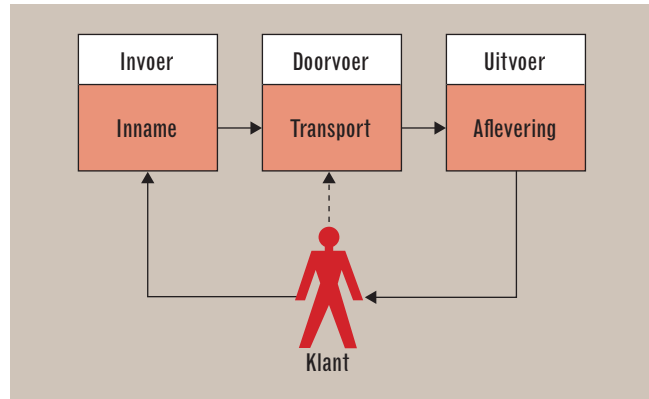 Invoer
Doorvoer
Uitvoer
Inname
Transport
Aflevering
Klant